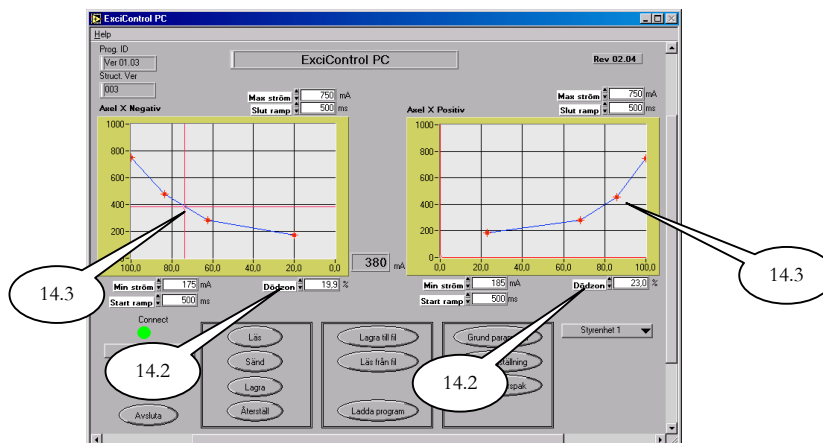 ExciControl PC
Help
Prog. ID
Ver 01.03
Struct. Ver
003
ExciControl PC
Rev 02.04
Max ström 750 mA
Slut ramp 500 ms
Axel X Negativ
1000
800
600
400
200
0
100,0 80,0 60,0 40,0 20,0 0,0
Min ström 175 mA
Start ramp 500 ms
Dödzon 19,9 %
380 mA
Max ström 750 mA
Slut ramp 500 ms
Axel X Positiv
1000
800
600
400
200
0
0,0 20,0 40,0 60,0 80,0 100,0
Min ström 185 mA
Start ramp 500 ms
Dödzon 23,0 %
14.3
14.3
14.2
14.2
Connect
Avsluta
Läs
Sänd
Lagra
Återställ
Lagra till fil
Läs från fil
Ladda program
Grund para
ställning
spak
Styrenhet 1